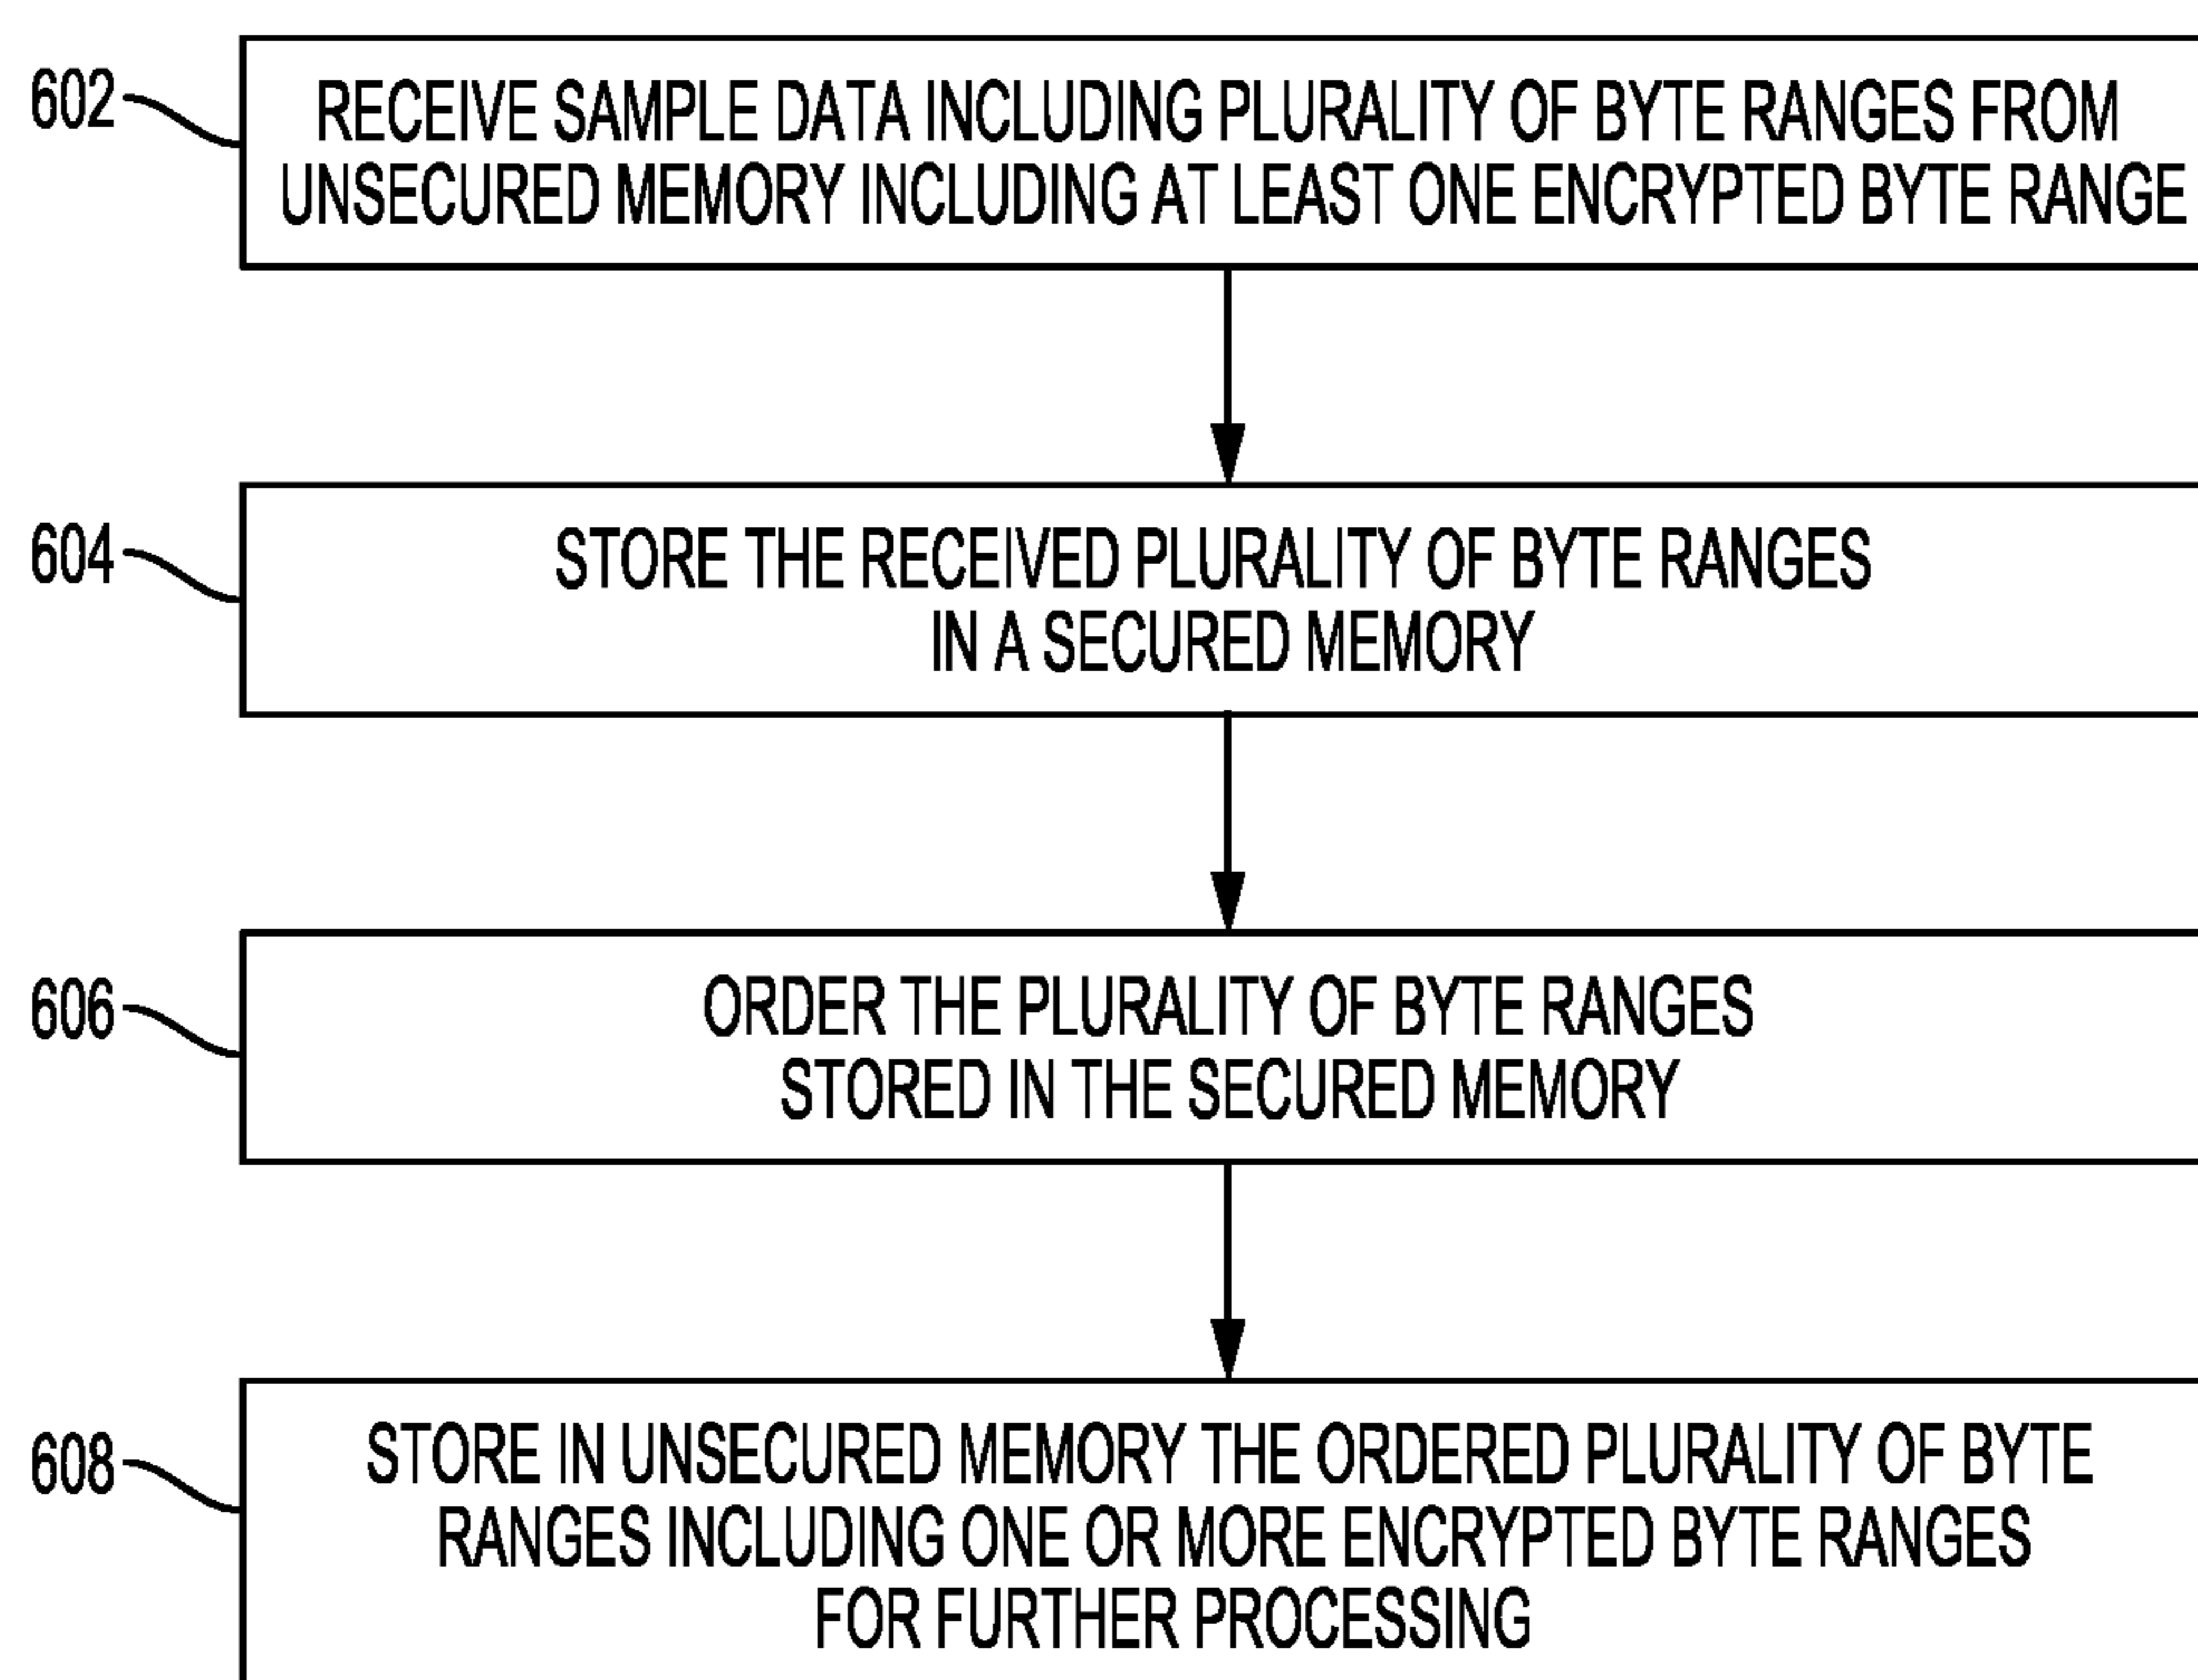 602
RECEIVE SAMPLE DATA INCLUDING PLURALITY OF BYTE RANGES FROM
UNSECURED MEMORY INCLUDING AT LEAST ONE ENCRYPTED BYTE RANGE
604
STORE THE RECEIVED PLURALITY OF BYTE RANGES
IN A SECURED MEMORY
606
ORDER THE PLURALITY OF BYTE RANGES
STORED IN THE SECURED MEMORY
608
STORE IN UNSECURED MEMORY THE ORDERED PLURALITY OF BYTE
RANGES INCLUDING ONE OR MORE ENCRYPTED BYTE RANGES
FOR FURTHER PROCESSING